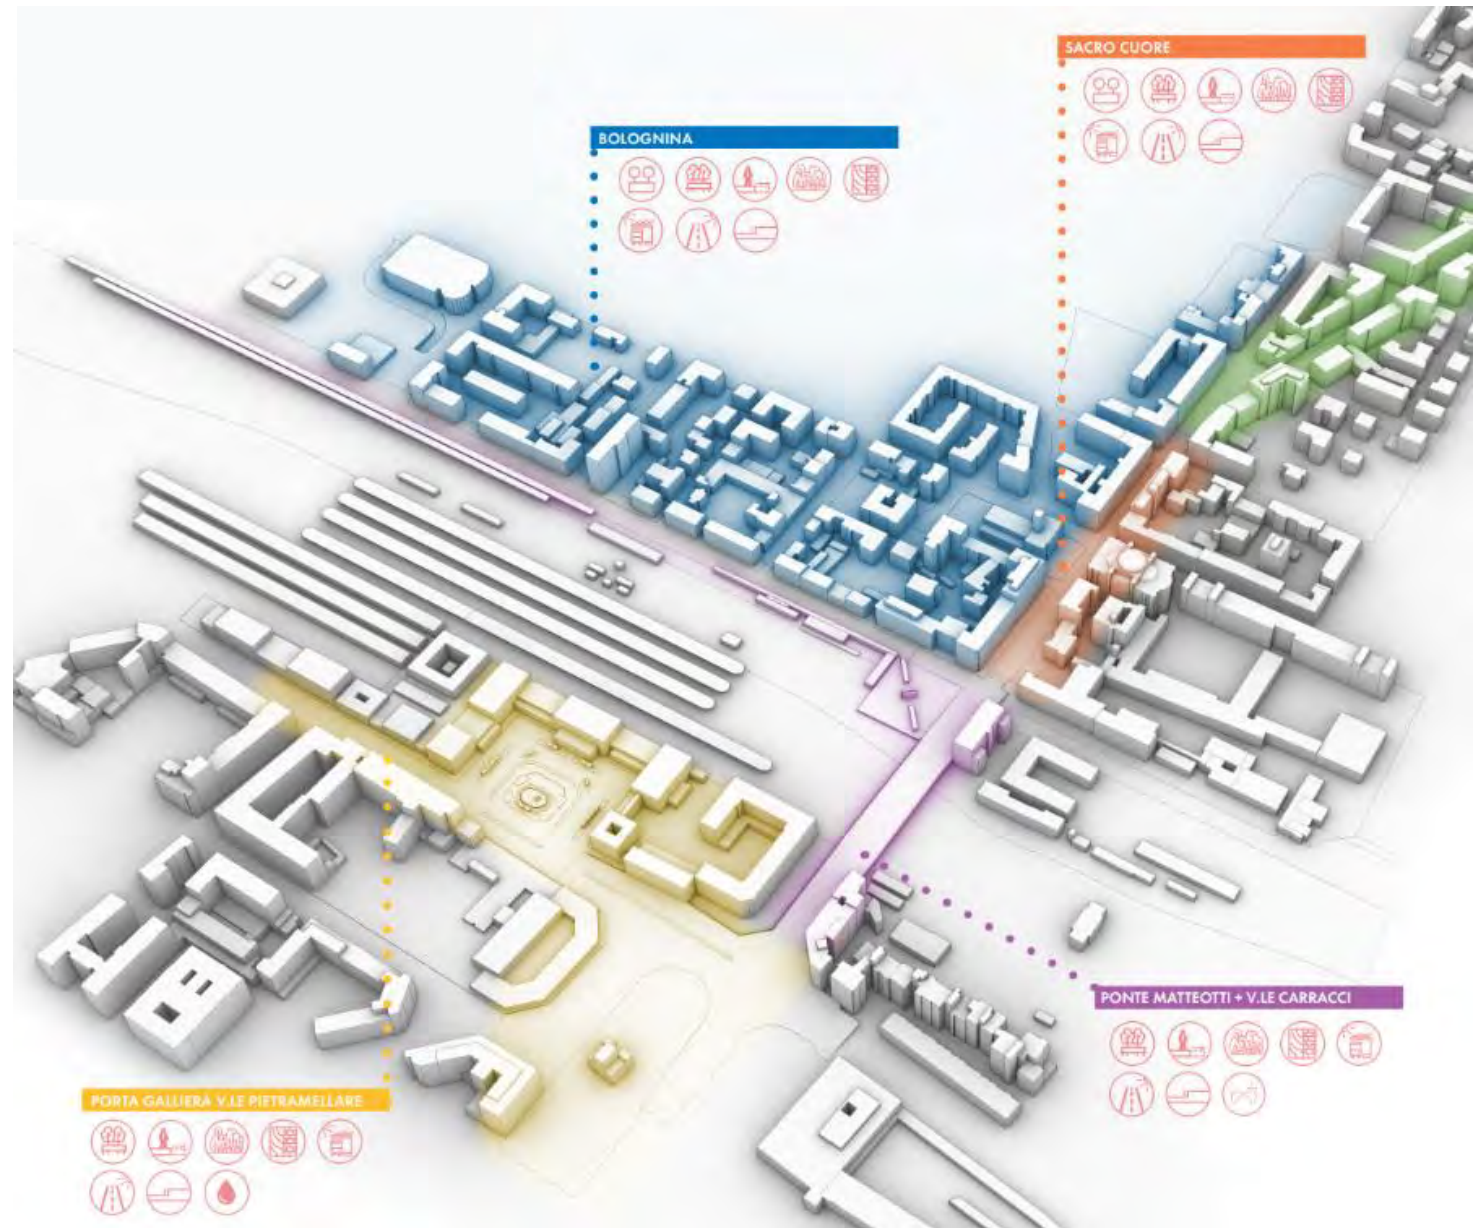 SACRO CUORE
BOLOGNINA
PONTE MATTEOTTI + V.LE CARRACCI
PORTA GALLIERA V.LE PIETRAMELLARE